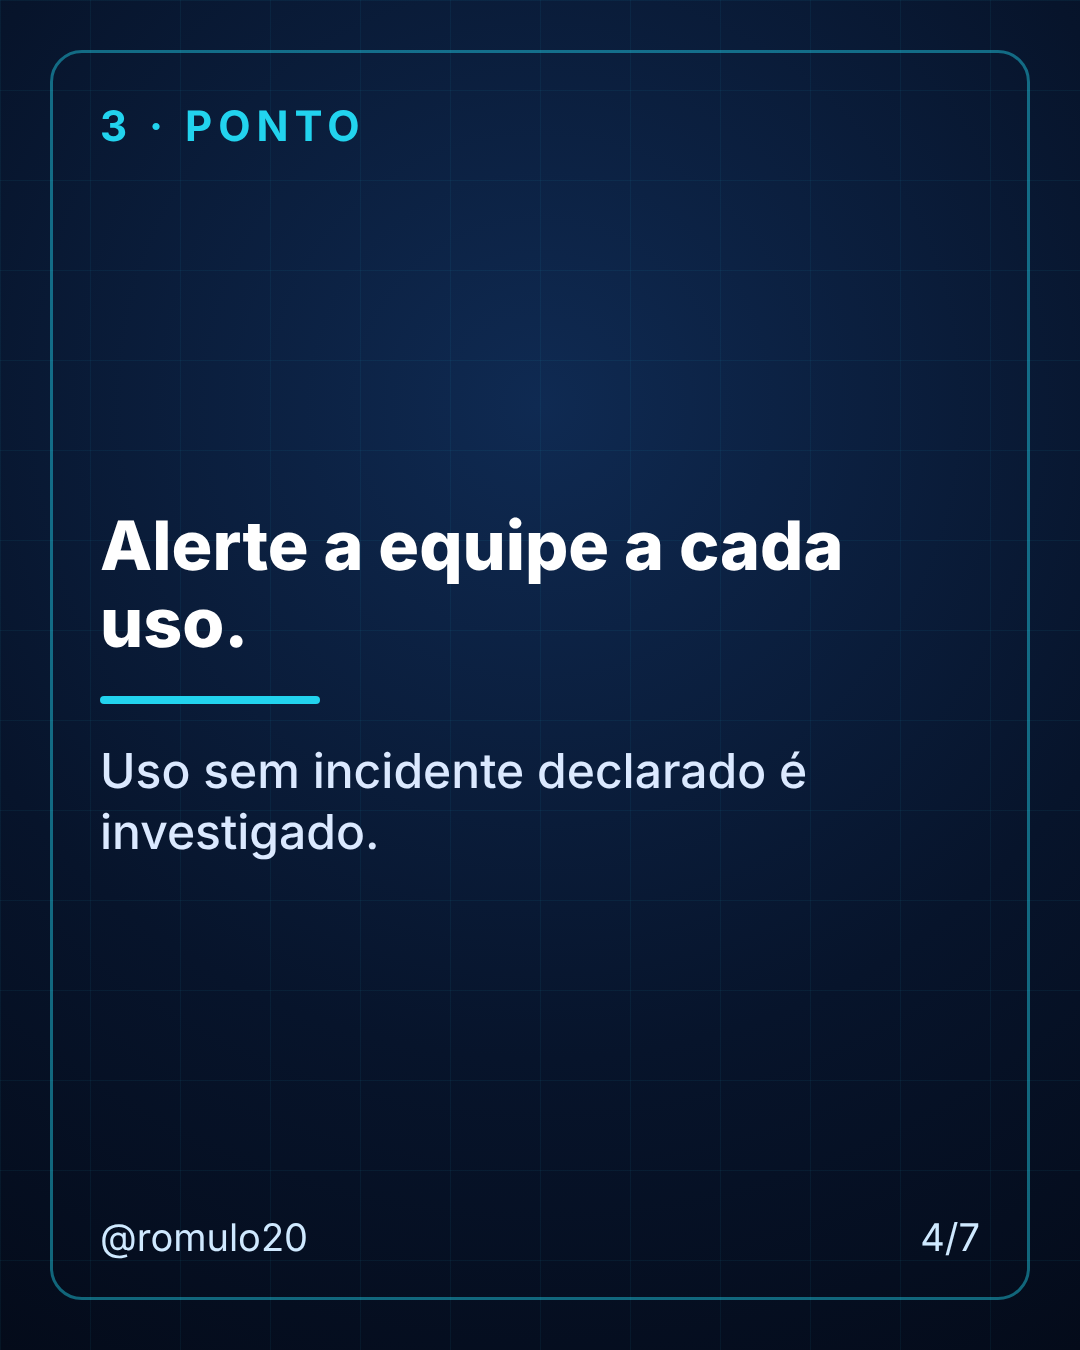 3 · PONTO
Alerte a equipe a cada
uso.
Uso sem incidente declarado é
investigado.
@romulo20
4/7